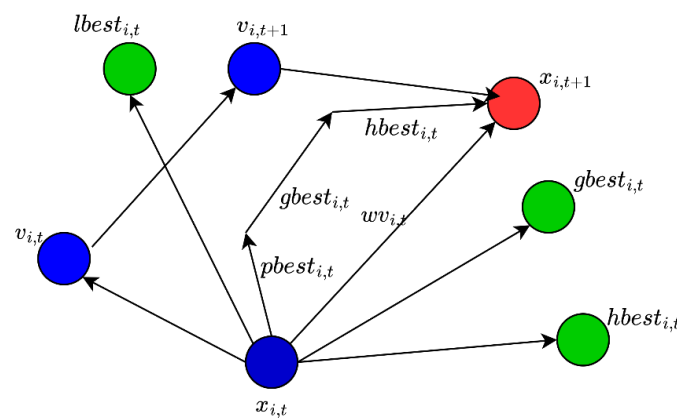 lbest_{i,t}
v_{i,t+1}
x_{i,t+1}
hbest_{i,t}
gbest_{i,t}
gbest_{i,t}
wv_{i,t}
v_{i,t}
pbest_{i,t}
hbest_{i,t}
x_{i,t}